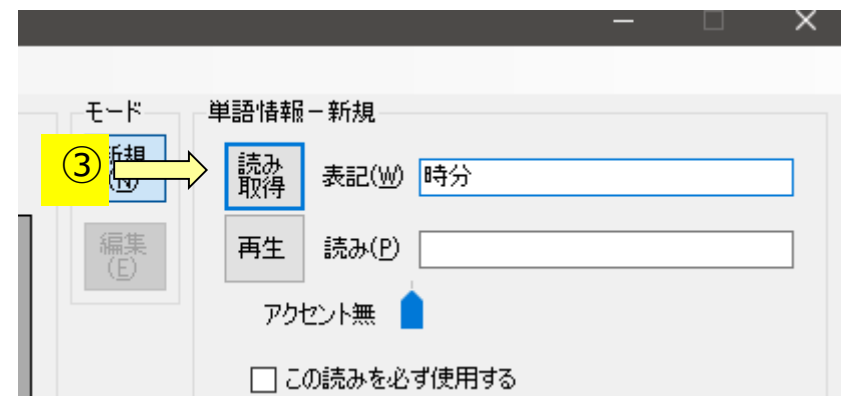 モード
単語情報－新規
③
新規
(N)
読み
取得
表記(W)
時分
編集
(E)
再生
読み(P)
アクセント無
この読みを必ず使用する